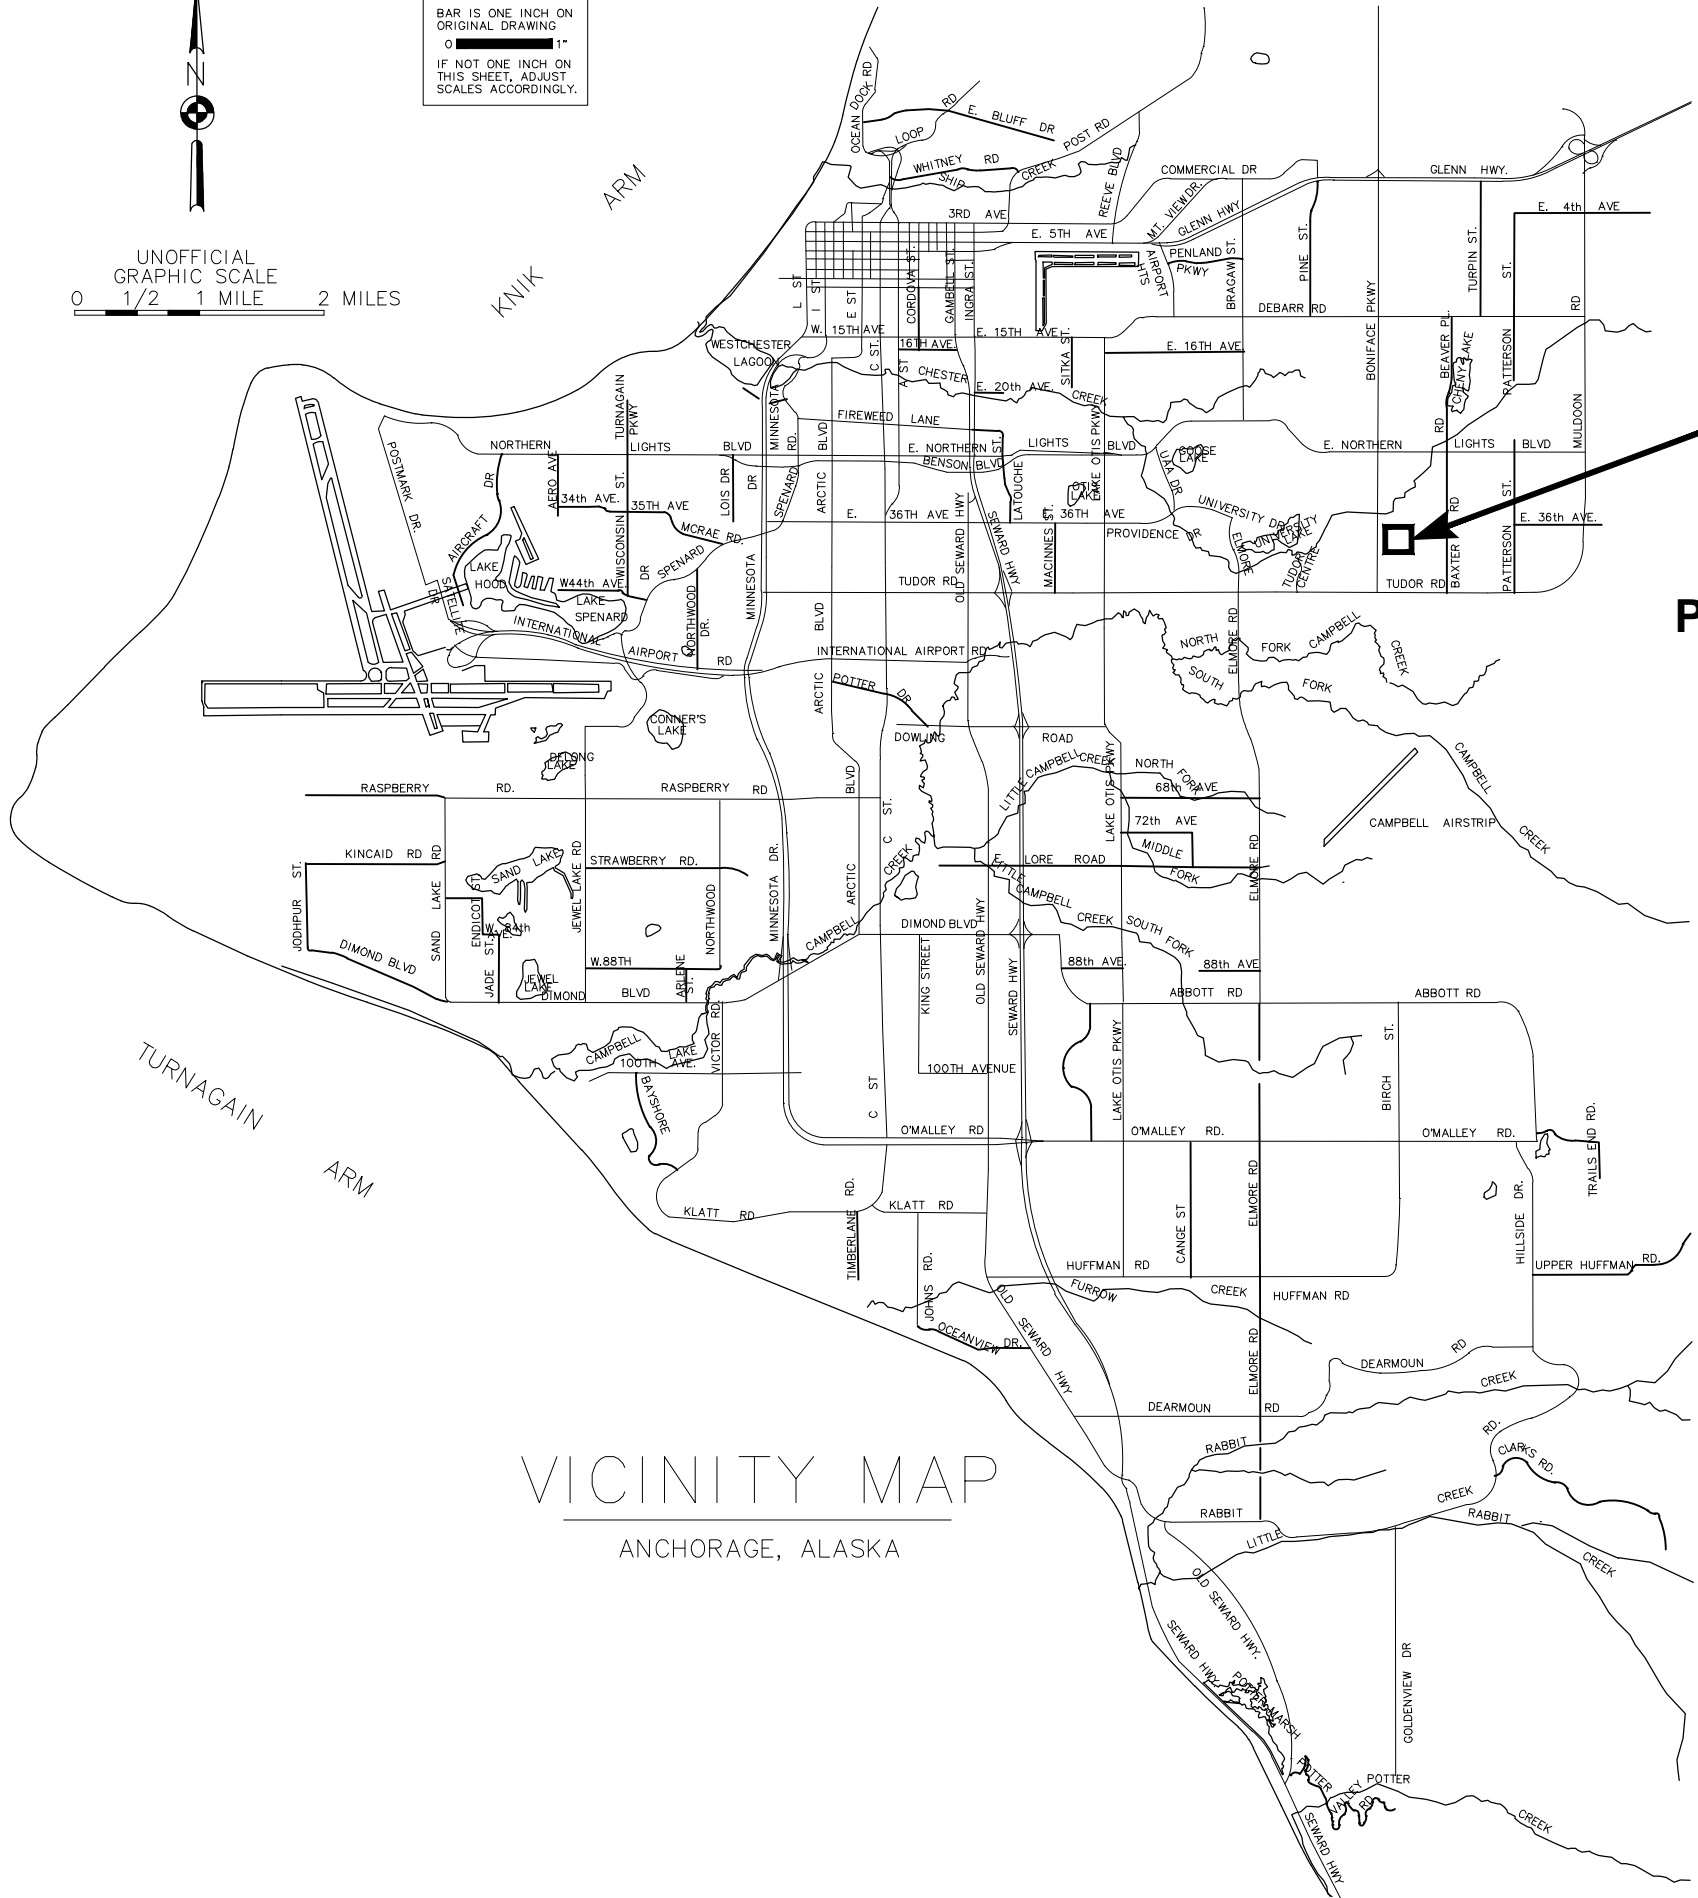 BAR IS ONE INCH ON
ORIGINAL DRAWING
0 1"
IF NOT ONE INCH ON
THIS SHEET, ADJUST
SCALES ACCORDINGLY.
N
UNOFFICIAL
GRAPHIC SCALE
0 1/2 1 MILE 2 MILES
KNIK ARM
OCEAN DOCK RD
LOOP RD
E. BLUFF DR
WHITNEY RD
SHIP CREEK
POST RD
REEVE BLVD
COMMERCIAL DR
MT. VIEW DR.
GLENN HWY
GLENN HWY.
3RD AVE
E. 5TH AVE
E. 4th AVE
PENLAND
PKWY
AIRPORT
HTS
BRAGAW ST.
PINE ST.
TURPIN ST.
L ST
I ST
E ST
CORDOVA ST.
GAMBELL ST.
INGRA ST.
DEBARR RD
BONIFACE PKWY
BEAVER PL.
CHENY LAKE
PATTERSON ST.
MULDOON RD
W. 15TH AVE
E. 15TH AVE
16TH AVE.
E. 16TH AVE.
SITKA ST.
C ST.
A ST
WESTCHESTER
LAGOON
CHESTER CREEK
E. 20th AVE.
TURNAGAIN
PKWY
MINNESOTA
FIREWEED LANE
POSTMARK DR.
NORTHERN LIGHTS BLVD
E. NORTHERN LIGHTS BLVD
E. NORTHERN LIGHTS BLVD
BENSON BLVD
AIRCRAFT DR
AERO AVE
34th AVE.
35TH AVE
WISCONSIN ST.
LOIS DR
MCRAE RD.
SPENARD RD.
ARCTIC BLVD
LATOUCHE ST.
OTIS
LAKE
LAKE OTIS PKWY
GOOSE
LAKE
UAA DR
UNIVERSITY DR
UNIVERSITY
LAKE
E. 36TH AVE
36TH AVE
PROVIDENCE DR
E. 36th AVE.
BAXTER RD
PATTERSON ST.
ELMORE
TUDOR
CENTRE
MACINNES ST.
OLD SEWARD HWY
SEWARD HWY
LAKE
HOOD
SATELLITE
DR
W44th AVE.
LAKE
SPENARD
SPENARD
DR
NORTHWOOD
DR.
MINNESOTA DR
TUDOR RD
TUDOR RD
P
INTERNATIONAL
AIRPORT RD
INTERNATIONAL AIRPORT RD
ARCTIC BLVD
POTTER DR
NORTH FORK CAMPBELL CREEK
SOUTH FORK
CAMPBELL
CREEK
ELMORE RD
CONNER'S
LAKE
DELONG
LAKE
DOWLING ROAD
LITTLE CAMPBELL CREEK NORTH
FORK
LAKE OTIS PKWY
RASPBERRY RD.
RASPBERRY RD
68th AVE
72th AVE
CAMPBELL AIRSTRIP
KINCAID RD
STRAWBERRY RD.
SAND LAKE
E. LORE ROAD
MIDDLE
FORK
JODHPUR ST.
SAND LAKE RD
ENDICOT ST.
W. 84th
AVE.
JADE ST.
JEWEL LAKE RD
NORTHWOOD
MINNESOTA DR.
ARCTIC BLVD
C ST.
CAMPBELL CREEK
LITTLE
CAMPBELL
CREEK SOUTH FORK
ELMORE RD
DIMOND BLVD
DIMOND BLVD
W.88TH
ARLENE
ST.
88th AVE.
88th AVE
JEWEL
LAKE
DIMOND BLVD
KING STREET
OLD SEWARD HWY
SEWARD HWY
ABBOTT RD
ABBOTT RD
CAMPBELL LAKE
VICTOR RD.
100TH AVE.
100TH AVENUE
LAKE OTIS PKWY
BIRCH ST.
BAYSHORE
TURNAGAIN
ARM
C ST
O'MALLEY RD
O'MALLEY RD.
O'MALLEY RD.
TRAILS END RD.
KLATT RD
KLATT RD
TIMBERLANE RD.
CANGE ST
ELMORE RD
HILLSIDE DR.
JOHNS RD.
HUFFMAN RD
UPPER HUFFMAN RD.
FURROW CREEK
HUFFMAN RD
OCEANVIEW DR.
OLD SEWARD HWY
ELMORE RD
DEARMOUN RD
DEARMOUN RD
CREEK
RABBIT
RD.
CLARKS RD.
VICINITY MAP
ANCHORAGE, ALASKA
RABBIT
CREEK
RABBIT
LITTLE
CREEK
OLD SEWARD HWY.
SEWARD HWY
POTTER MARSH
GOLDENVIEW DR
POTTER
VALLEY
RD
POTTER
CREEK
SEWARD HWY